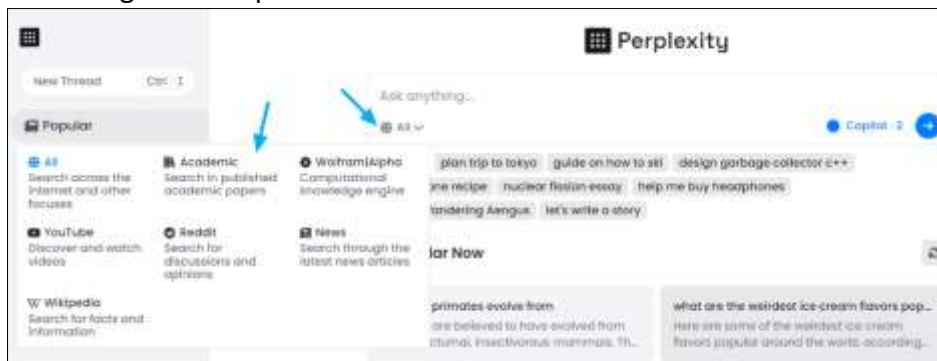 Perplexity
New Thread Ctrl I
Ask anything...
All
Copilot · 2
Popular
All
Search across the
internet and other
focuses
Academic
Search in published
academic papers
Wolfram|Alpha
Computational
knowledge engine
YouTube
Discover and watch
videos
Reddit
Search for
discussions and
opinions
News
Search through the
latest news articles
Wikipedia
Search for facts and
information
plan trip to tokyo guide on how to ski design garbage collector c++
recipe nuclear fission essay help me buy headphones
wandering Aengus let's write a story
lar Now
primates evolve from
are believed to have evolved from
insectivorous mammals. Th...
what are the weirdest ice cream flavors pop...
Here are some of the weirdest ice cream
flavors popular around the world according...